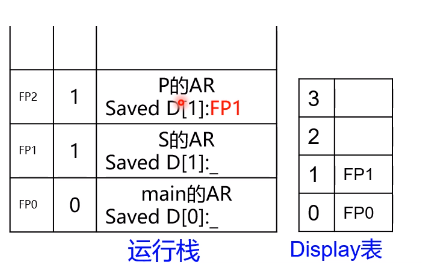 FP2 1 P的AR
Saved D[1]:FP1
FP1 1 S的AR
Saved D[1]:_
FP0 0 main的AR
Saved D[0]:_
运行栈
3
2
1 FP1
0 FP0
Display表